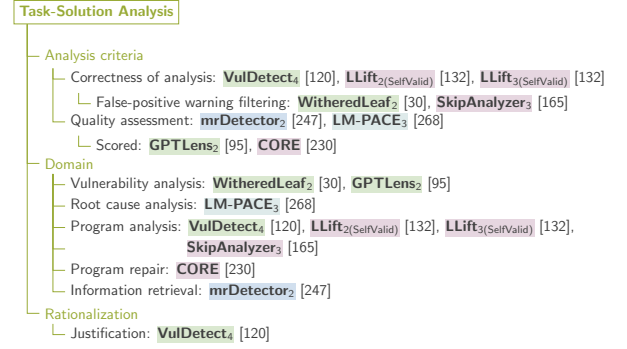 Task-Solution Analysis
Analysis criteria
Correctness of analysis: VulDetect4 [120], LLift2(SelfValid) [132], LLift3(SelfValid) [132]
False-positive warning filtering: WitheredLeaf2 [30], SkipAnalyzer3 [165]
Quality assessment: mrDetector2 [247], LM-PACE3 [268]
Scored: GPTLens2 [95], CORE [230]
Domain
Vulnerability analysis: WitheredLeaf2 [30], GPTLens2 [95]
Root cause analysis: LM-PACE3 [268]
Program analysis: VulDetect4 [120], LLift2(SelfValid) [132], LLift3(SelfValid) [132],
SkipAnalyzer3 [165]
Program repair: CORE [230]
Information retrieval: mrDetector2 [247]
Rationalization
Justification: VulDetect4 [120]